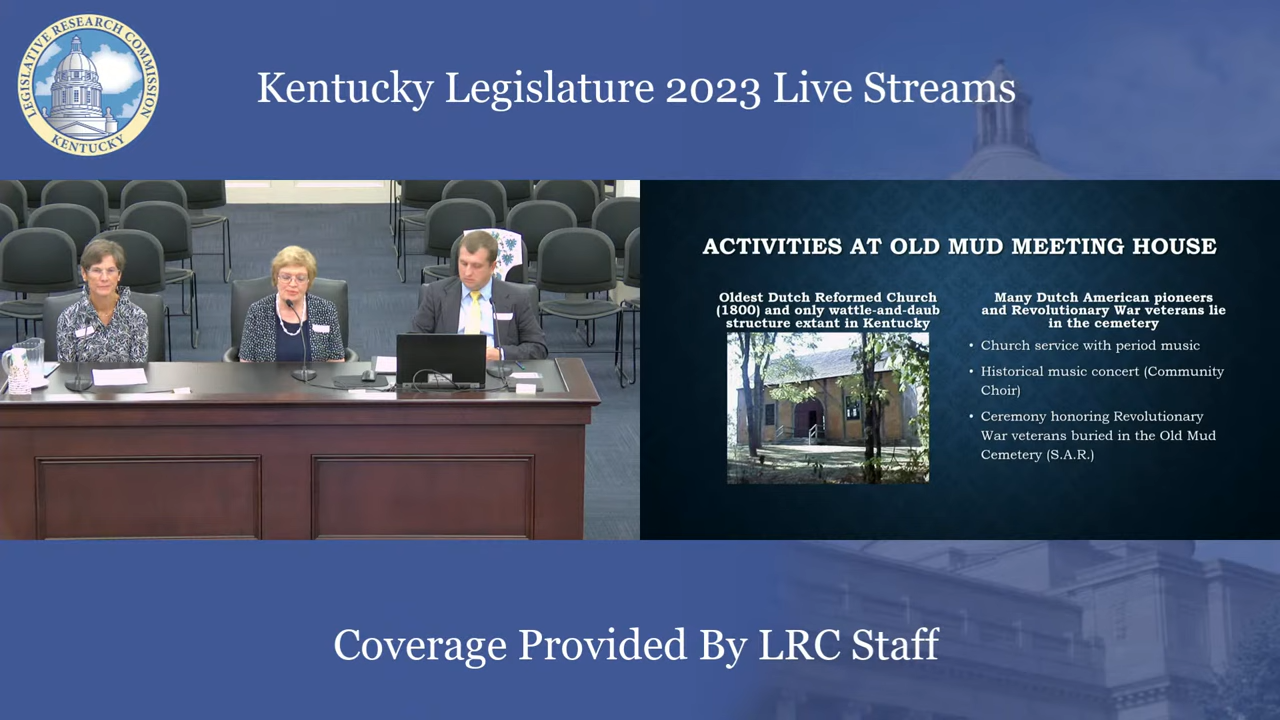 LEGISLATIVE RESEARCH COMMISSION
KENTUCKY
Kentucky Legislature 2023 Live Streams
ACTIVITIES AT OLD MUD MEETING HOUSE
Oldest Dutch Reformed Church
(1800) and only wattle-and-daub
structure extant in Kentucky
Many Dutch American pioneers
and Revolutionary War veterans lie
in the cemetery
• Church service with period music
• Historical music concert (Community
Choir)
• Ceremony honoring Revolutionary
War veterans buried in the Old Mud
Cemetery (S.A.R.)
Coverage Provided By LRC Staff